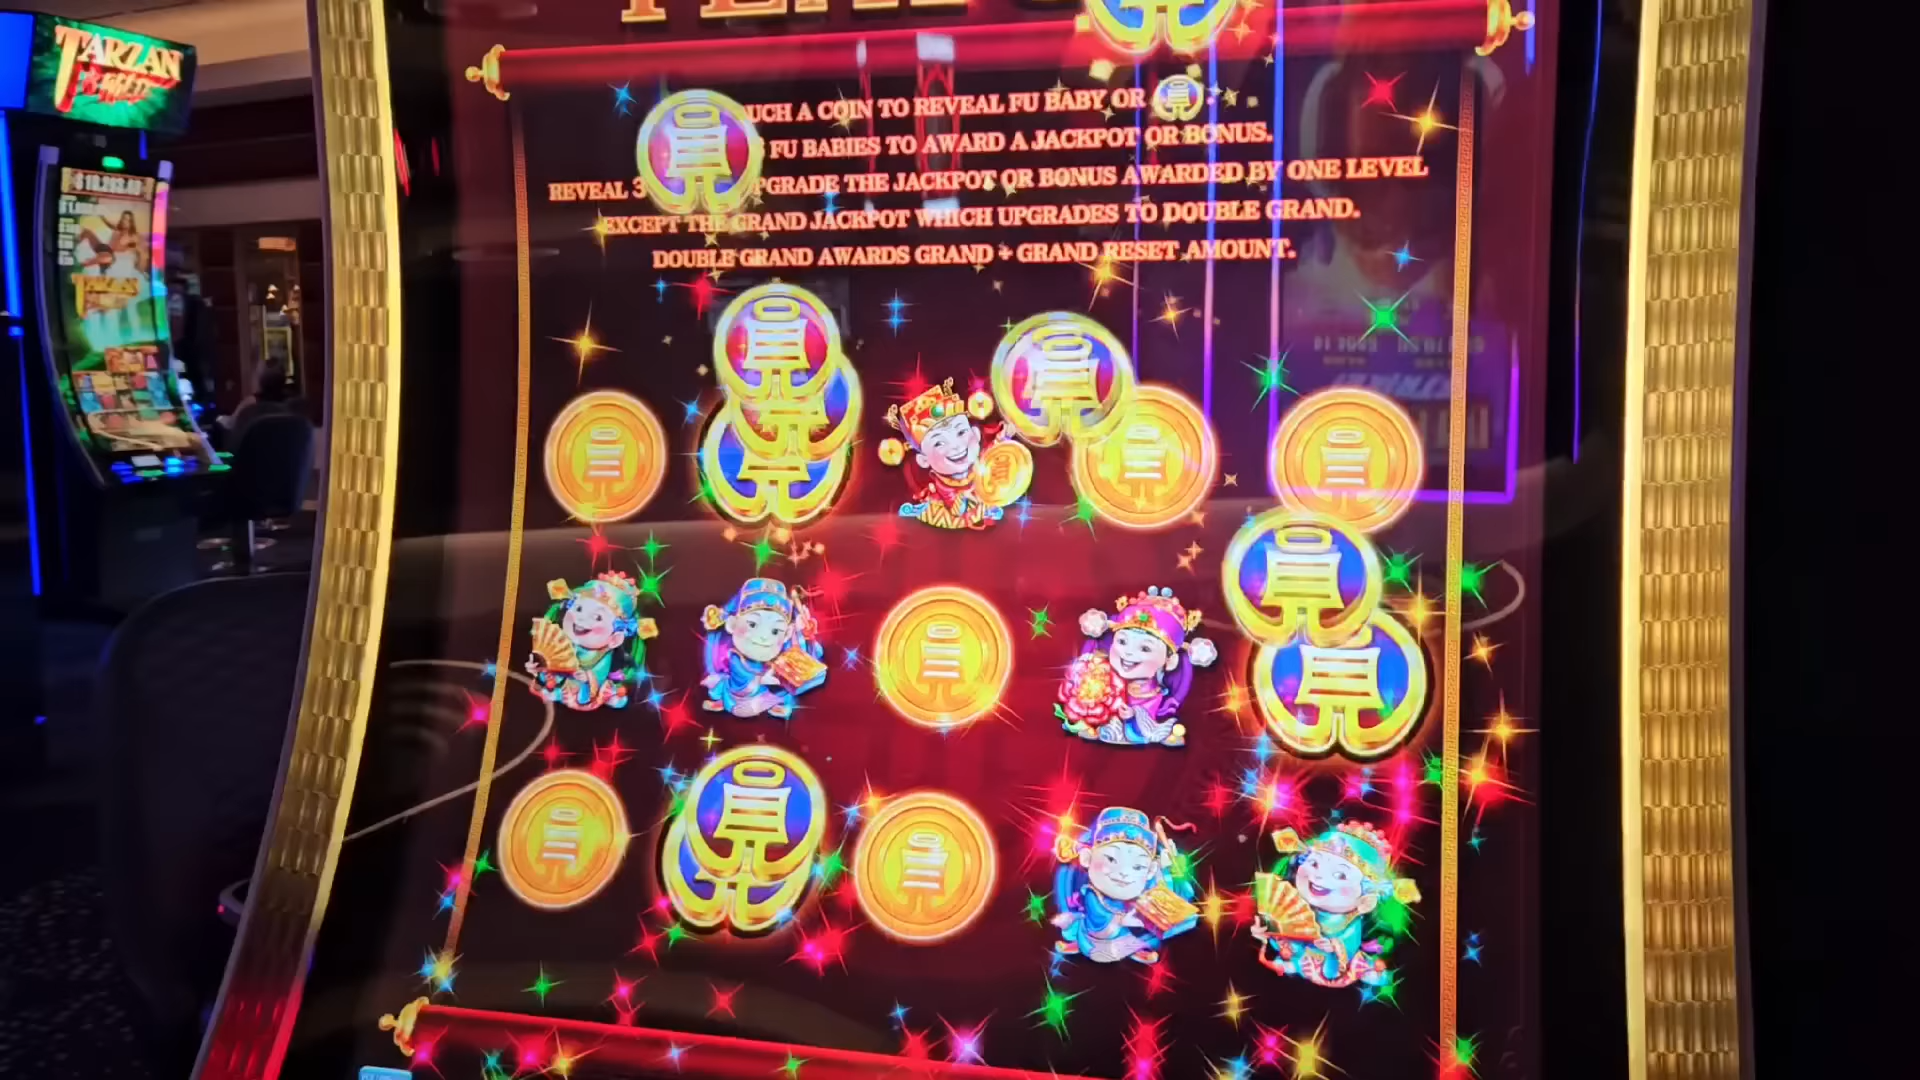 TARZAN
UCH A COIN TO REVEAL FU BABY OR
FU BABIES TO AWARD A JACKPOT OR BONUS.
REVEAL 3 PGRADE THE JACKPOT OR BONUS AWARDED BY ONE LEVEL
EXCEPT THE GRAND JACKPOT WHICH UPGRADES TO DOUBLE GRAND.
DOUBLE GRAND AWARDS GRAND + GRAND RESET AMOUNT.